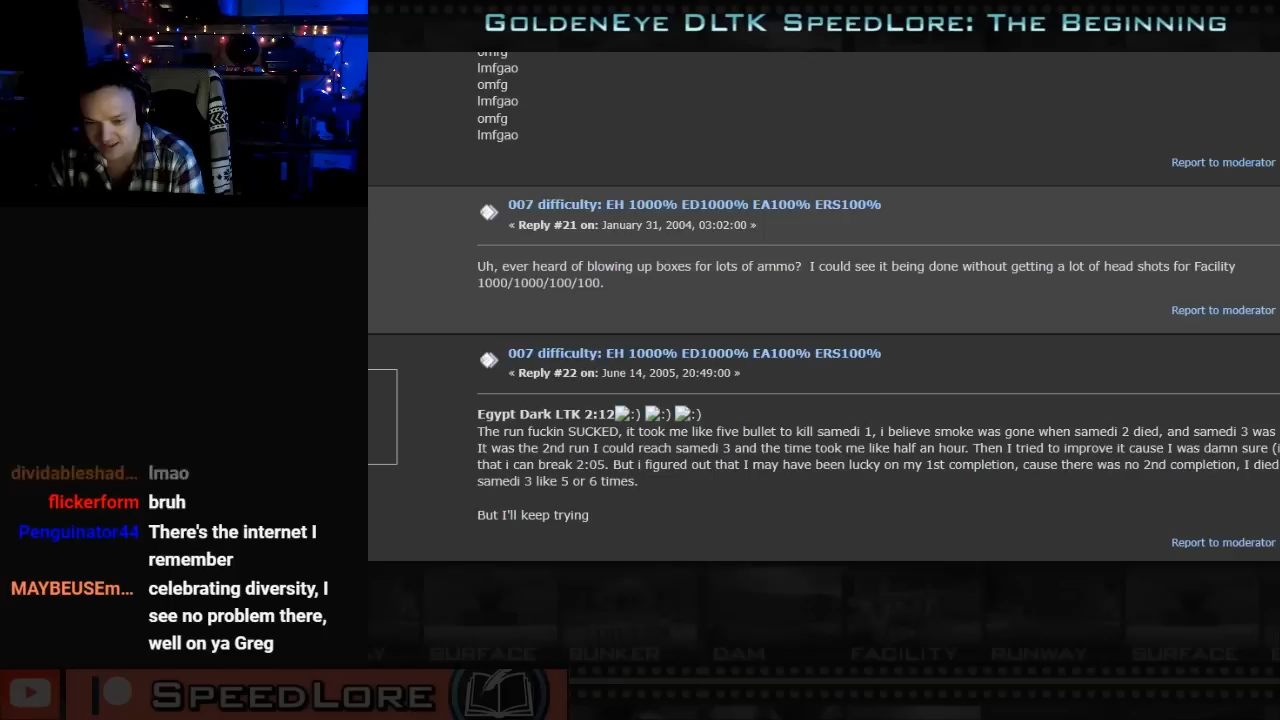 GoldenEye DLTK SpeedLore: The Beginning
omfg
lmfgao
omfg
lmfgao
omfg
lmfgao
Report to moderator
007 difficulty: EH 1000% ED1000% EA100% ERS100%
« Reply #21 on: January 31, 2004, 03:02:00 »
Uh, ever heard of blowing up boxes for lots of ammo? I could see it being done without getting a lot of head shots for Facility
1000/1000/100/100.
Report to moderator
007 difficulty: EH 1000% ED1000% EA100% ERS100%
« Reply #22 on: June 14, 2005, 20:49:00 »
Egypt Dark LTK 2:12 :) :) :)
The run fuckin SUCKED, it took me like five bullet to kill samedi 1, i believe smoke was gone when samedi 2 died, and samedi 3 was
It was the 2nd run I could reach samedi 3 and the time took me like half an hour. Then I tried to improve it cause I was damn sure (i
that i can break 2:05. But i figured out that I may have been lucky on my 1st completion, cause there was no 2nd completion, I died
samedi 3 like 5 or 6 times.
But I'll keep trying
Report to moderator
dividableshad... lmao
flickerform bruh
Penguinator44 There's the internet I
remember
MAYBEUSEm... celebrating diversity, I
see no problem there,
well on ya Greg
SURFACE BUNKER DAM FACILITY RUNWAY SURFACE
SpeedLore